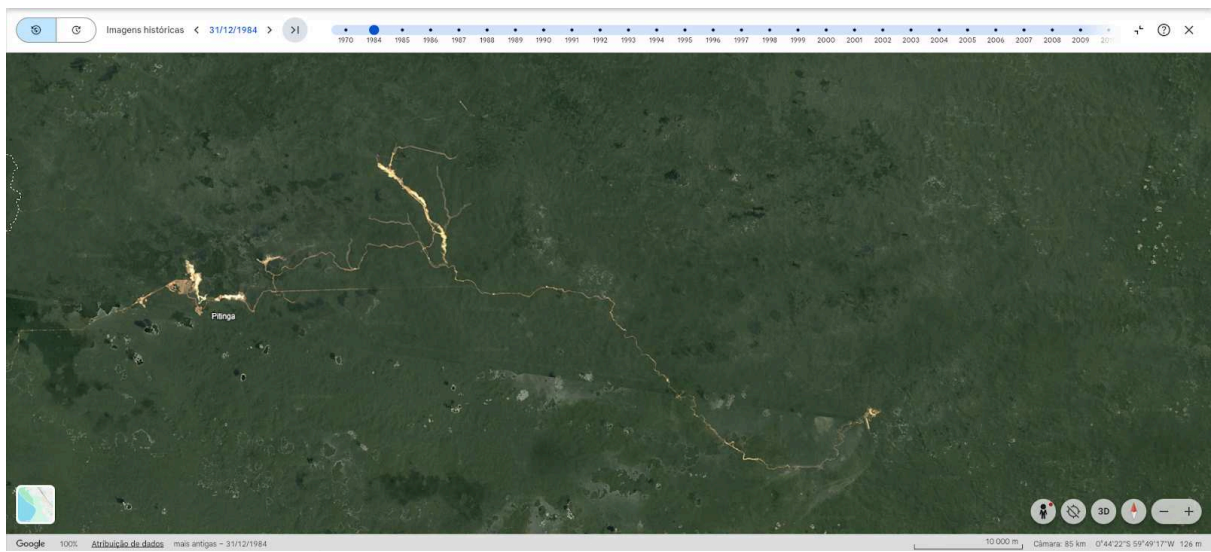 Imagens históricas 31/12/1984
1970 1984 1985 1986 1987 1988 1989 1990 1991 1992 1993 1994 1995 1996 1997 1998 1999 2000 2001 2002 2003 2004 2005 2006 2007 2008 2009
Pitinga
3D
Google 100% Atribuição de dados mais antigas – 31/12/1984 10 000 m Câmara: 85 km 0°44'22"S 59°49'17"W 126 m